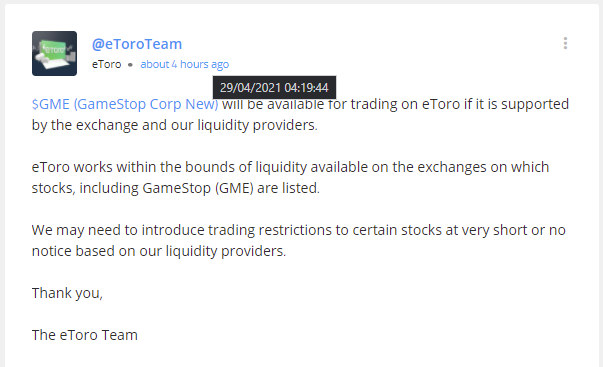 @eToroTeam
eToro • about 4 hours ago
29/04/2021 04:19:44
$GME (GameStop Corp New) will be available for trading on eToro if it is supported
by the exchange and our liquidity providers.
eToro works within the bounds of liquidity available on the exchanges on which
stocks, including GameStop (GME) are listed.
We may need to introduce trading restrictions to certain stocks at very short or no
notice based on our liquidity providers.
Thank you,
The eToro Team